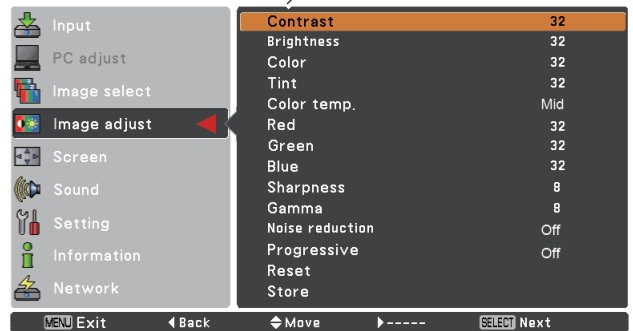 Input
PC adjust
Image select
Image adjust
Screen
Sound
Setting
Information
Network
Contrast 32
Brightness 32
Color 32
Tint 32
Color temp. Mid
Red 32
Green 32
Blue 32
Sharpness 8
Gamma 8
Noise reduction Off
Progressive Off
Reset
Store
MENU Exit Back Move ----- SELECT Next